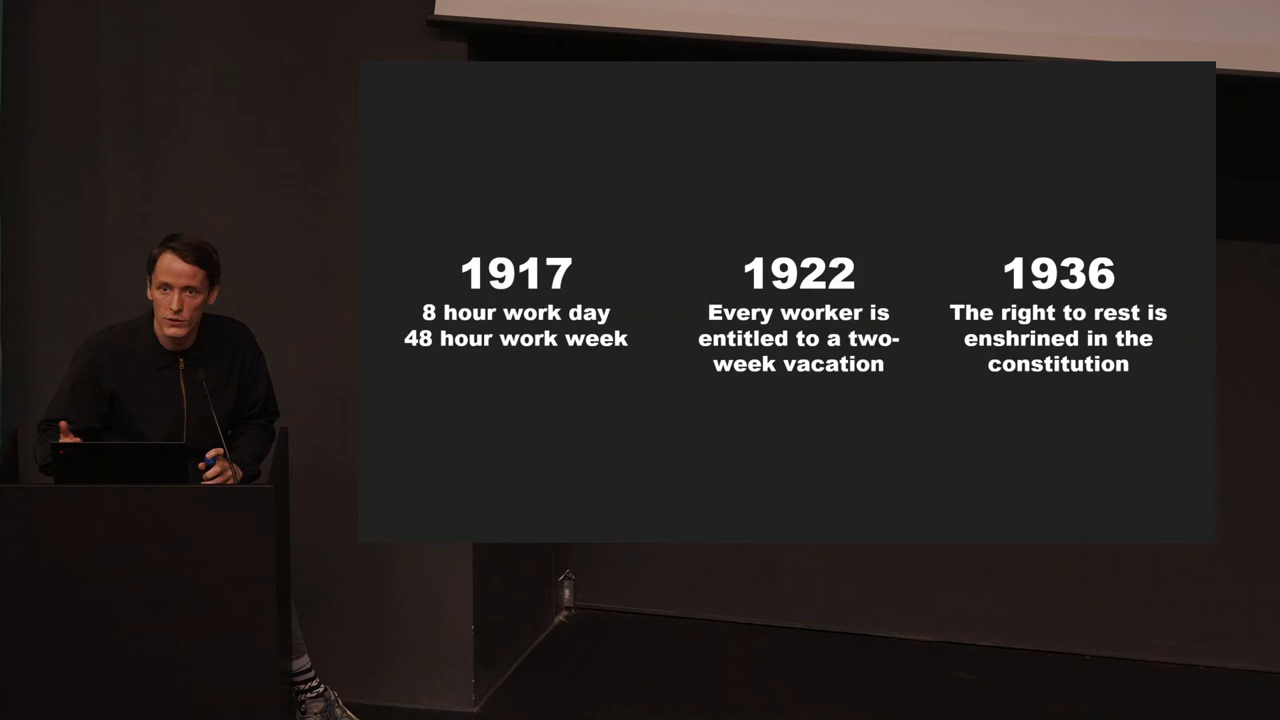 1917
8 hour work day
48 hour work week
1922
Every worker is
entitled to a two-
week vacation
1936
The right to rest is
enshrined in the
constitution